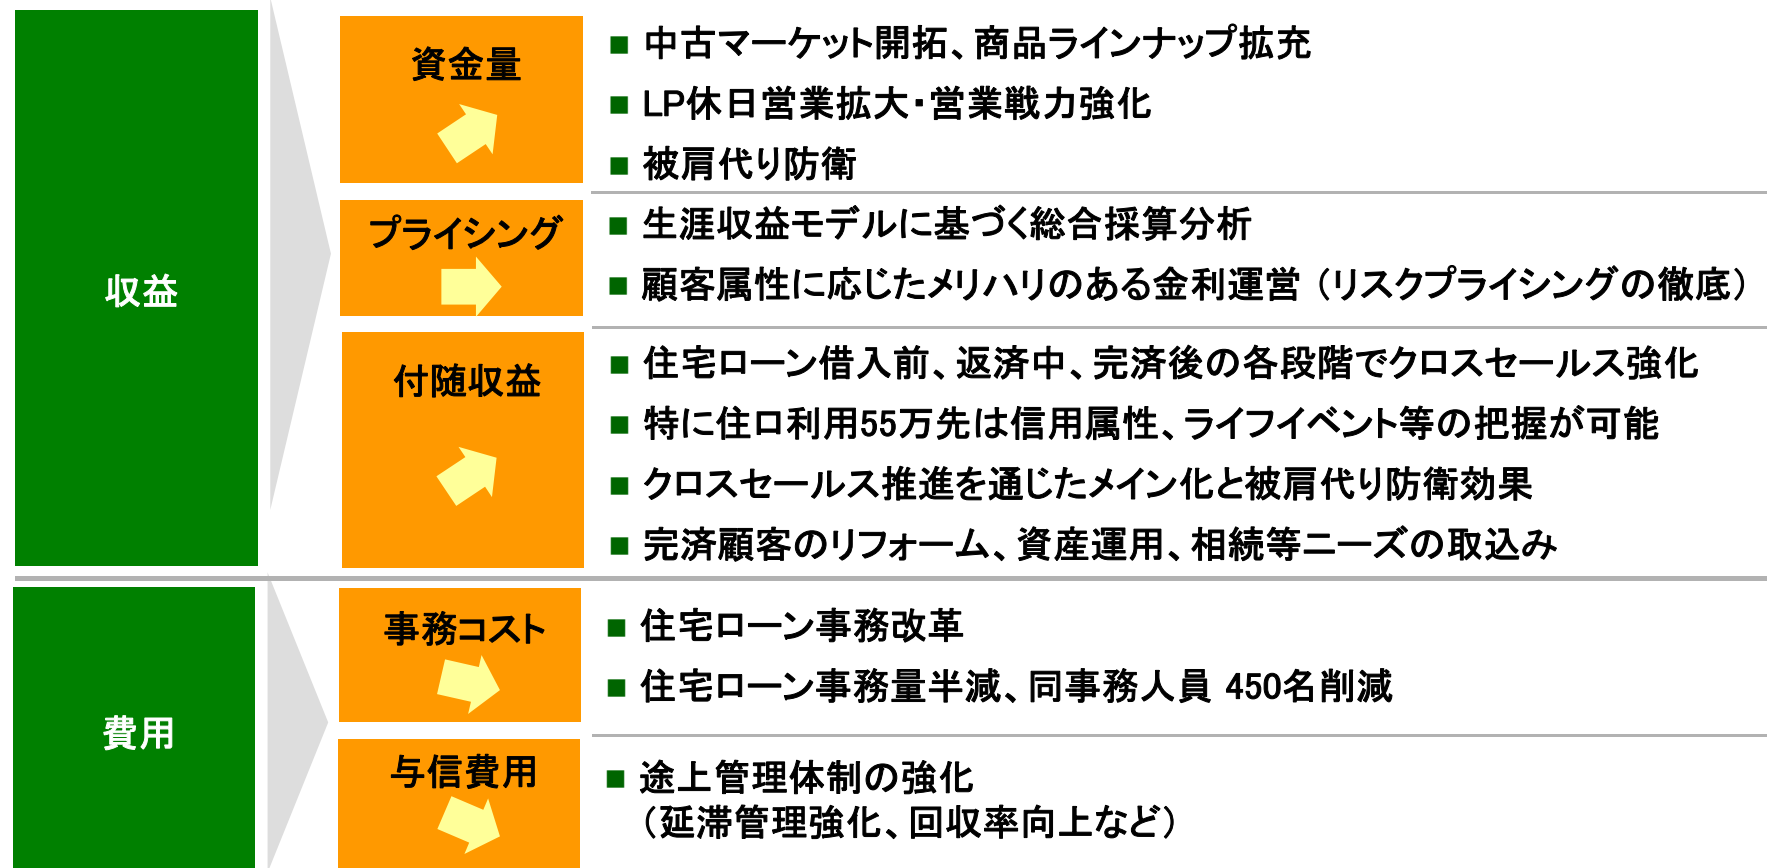 収益
資金量
■ 中古マーケット開拓、商品ラインナップ拡充
■ LP休日営業拡大・営業戦力強化
■ 被肩代り防衛
プライシング
■ 生涯収益モデルに基づく総合採算分析
■ 顧客属性に応じたメリハリのある金利運営（リスクプライシングの徹底）
付随収益
■ 住宅ローン借入前、返済中、完済後の各段階でクロスセールス強化
■ 特に住ロ利用55万先は信用属性、ライフイベント等の把握が可能
■ クロスセールス推進を通じたメイン化と被肩代り防衛効果
■ 完済顧客のリフォーム、資産運用、相続等ニーズの取込み
費用
事務コスト
■ 住宅ローン事務改革
■ 住宅ローン事務量半減、同事務人員 450名削減
与信費用
■ 途上管理体制の強化
（延滞管理強化、回収率向上など）